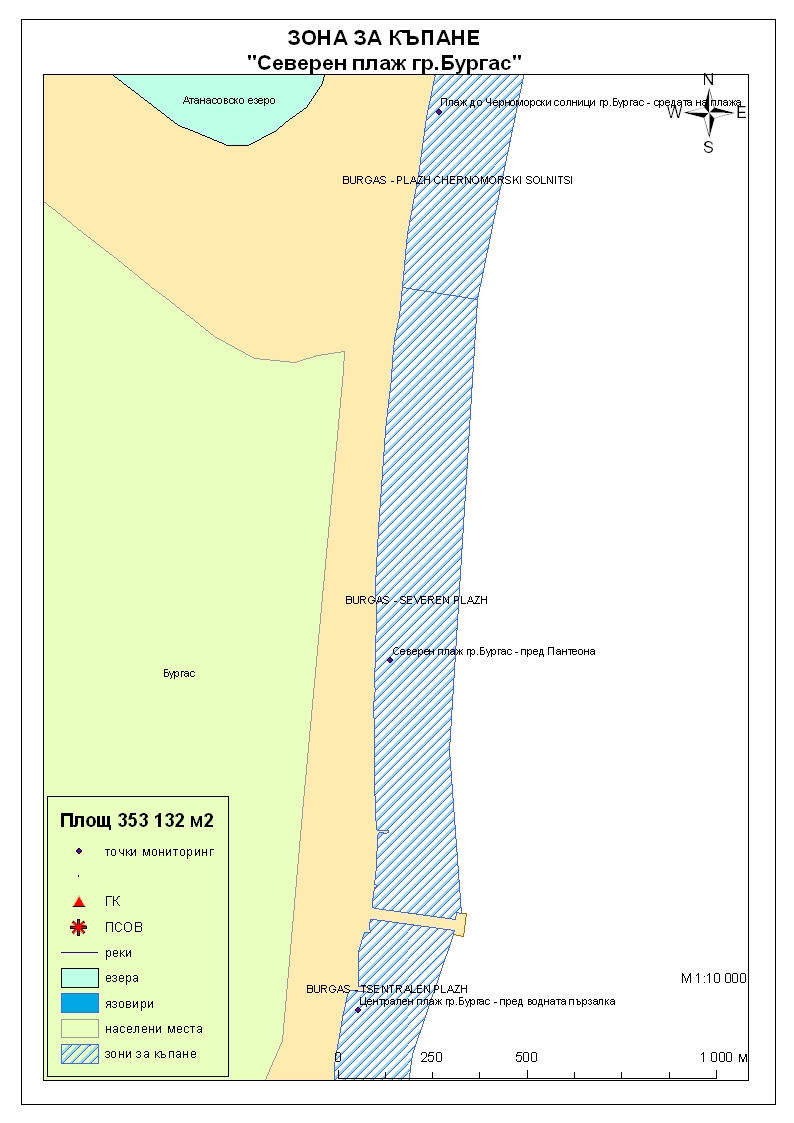 ЗОНА ЗА КЪПАНЕ
"Северен плаж гр.Бургас"
Атанасовско езеро
Плаж до Черноморски солници гр.Бургас - средата на плажа
N
W
E
S
BURGAS - PLAZH CHERNOMORSKI SOLNITSI
BURGAS - SEVEREN PLAZH
Северен плаж гр.Бургас - пред Пантеона
Бургас
Площ 353 132 м2
точки мониторинг
ГК
ПСОВ
реки
езера
язовири
населени места
зони за къпане
BURGAS - TSENTRALEN PLAZH
Централен плаж гр.Бургас - пред водната пързалка
М 1:10 000
0 250 500 1 000 м